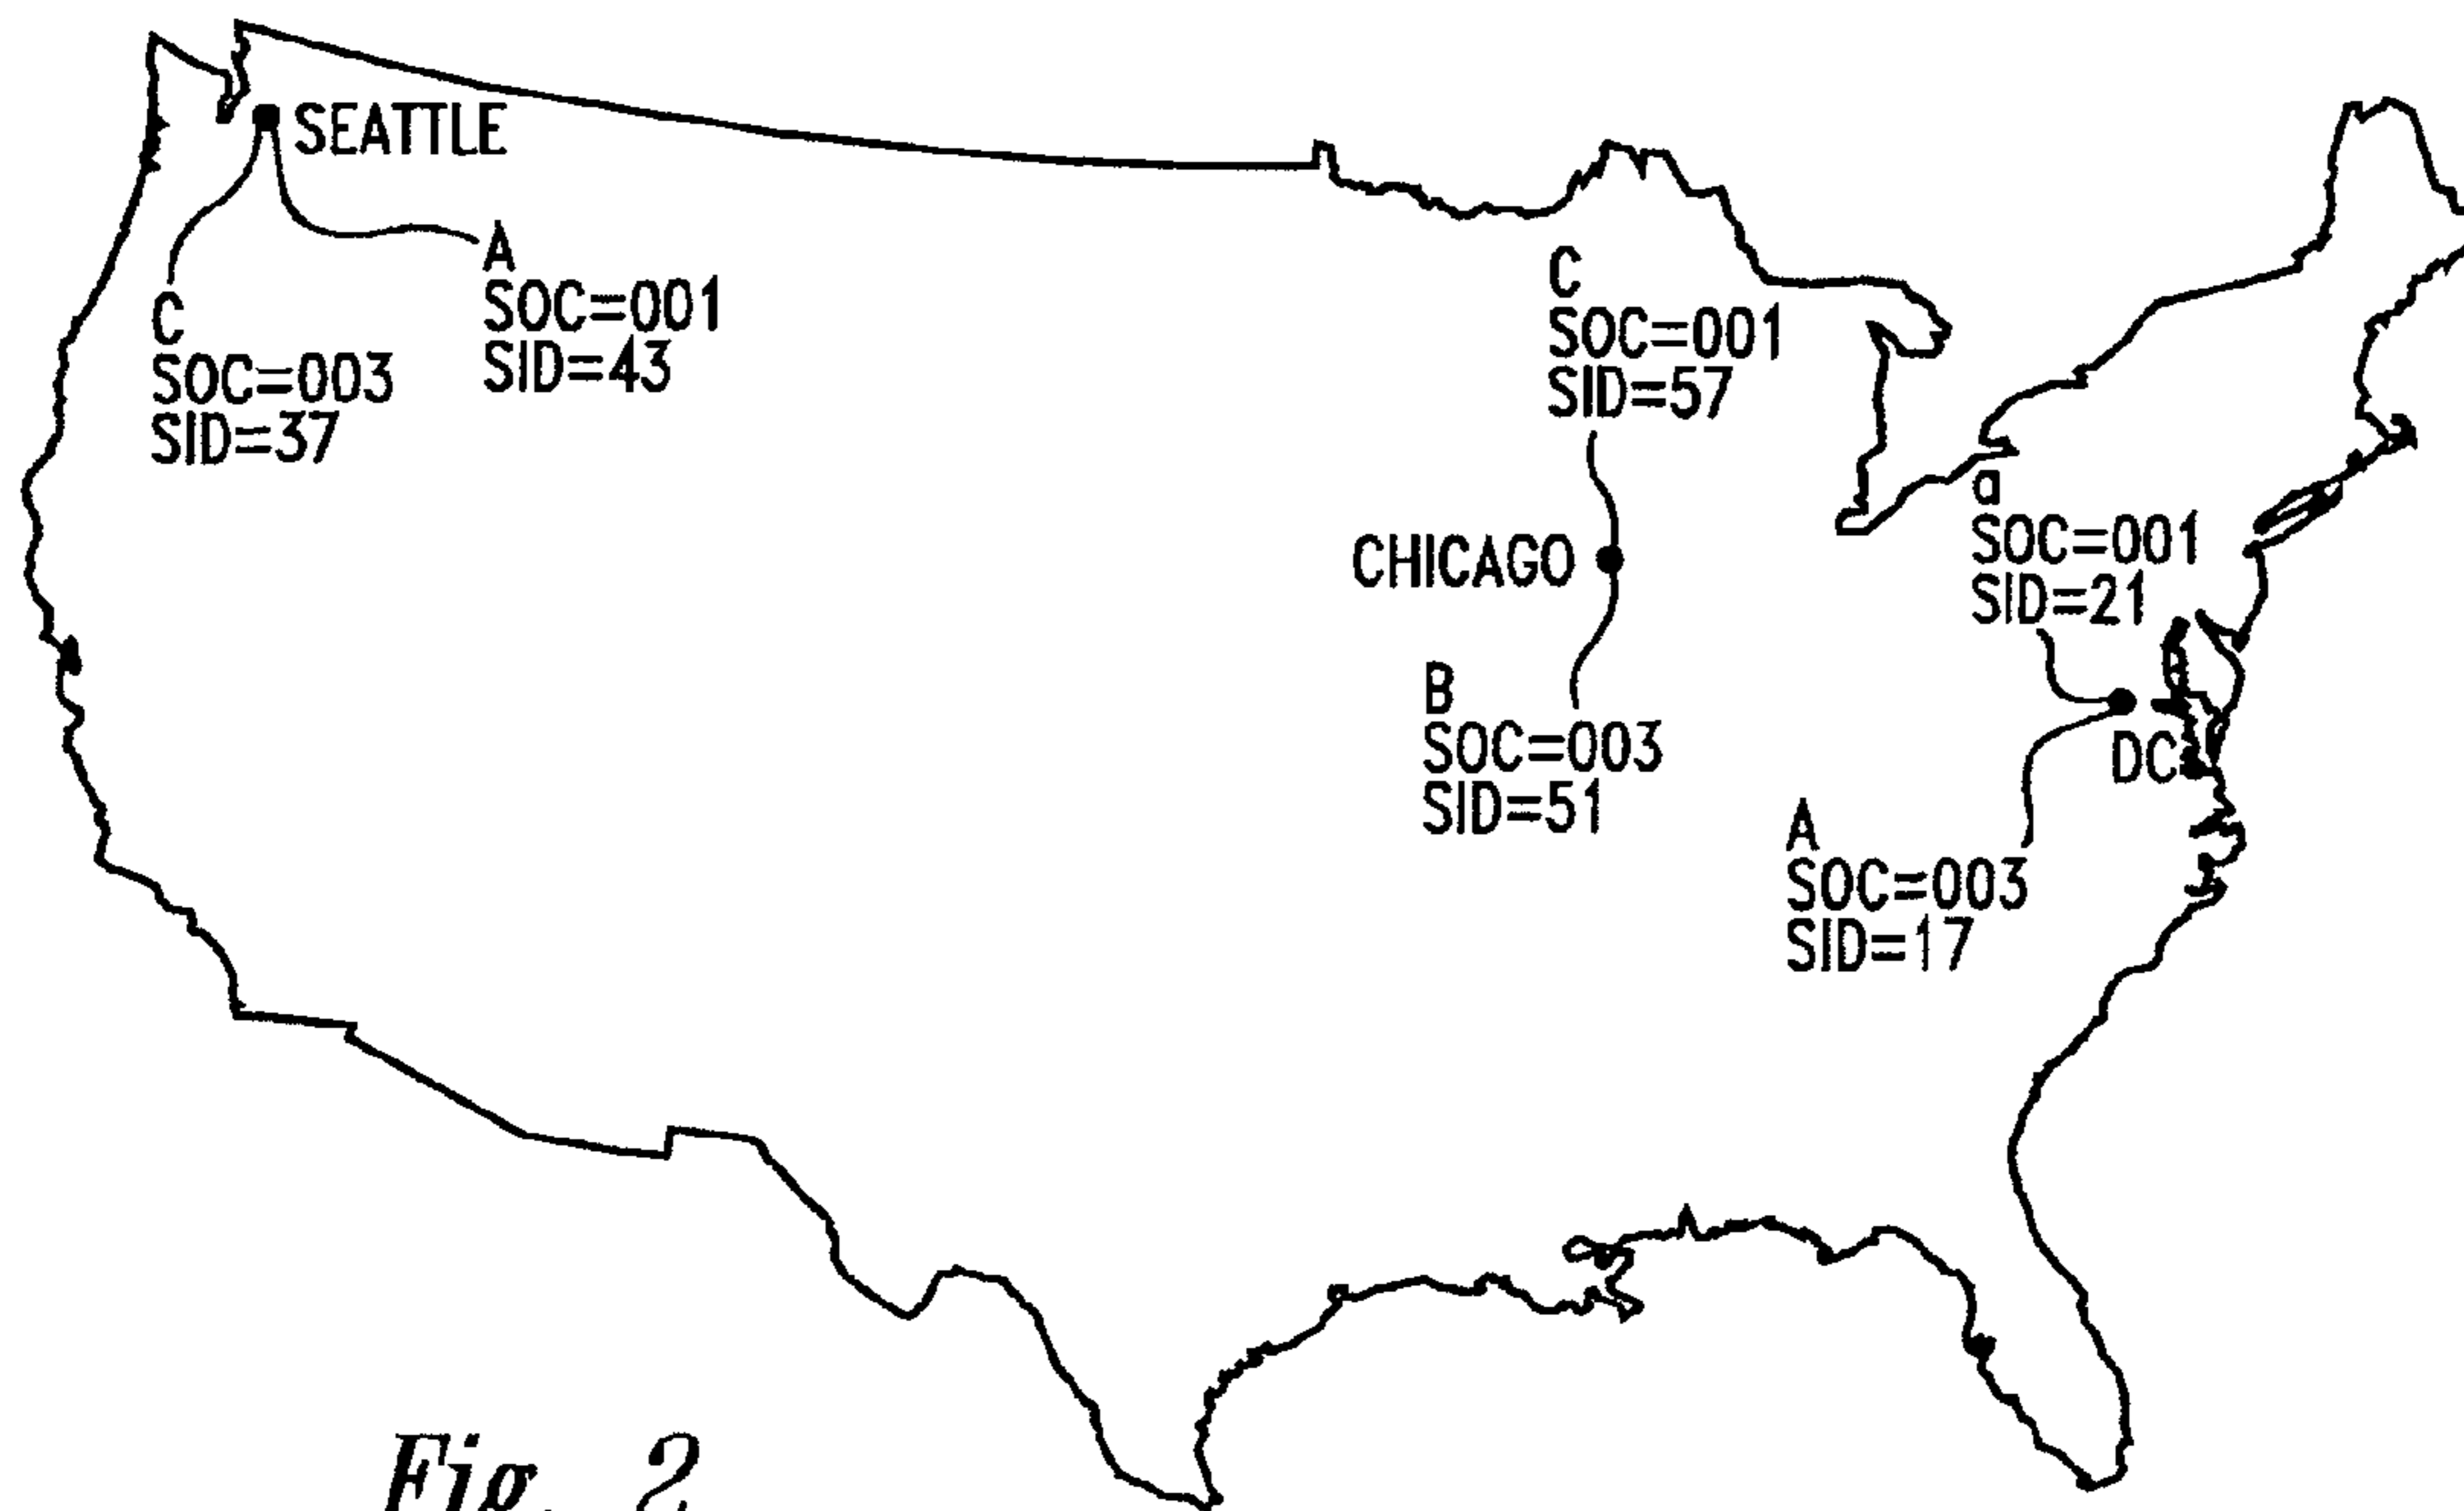 SEATTLE
A
SOC=001
SID=43
C
SOC=003
SID=37
C
SOC=001
SID=57
CHICAGO
B
SOC=003
SID=51
a
SOC=001
SID=21
DC
A
SOC=003
SID=17
Fig. 2